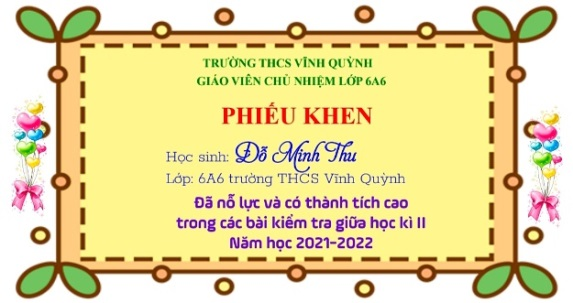 TRƯỜNG THCS VĨNH QUỲNH
GIÁO VIÊN CHỦ NHIỆM LỚP 6A6
PHIẾU KHEN
Học sinh: Đỗ Minh Thu
Lớp: 6A6 trường THCS Vĩnh Quỳnh
Đã nỗ lực và có thành tích cao
trong các bài kiểm tra giữa học kì II
Năm học 2021-2022